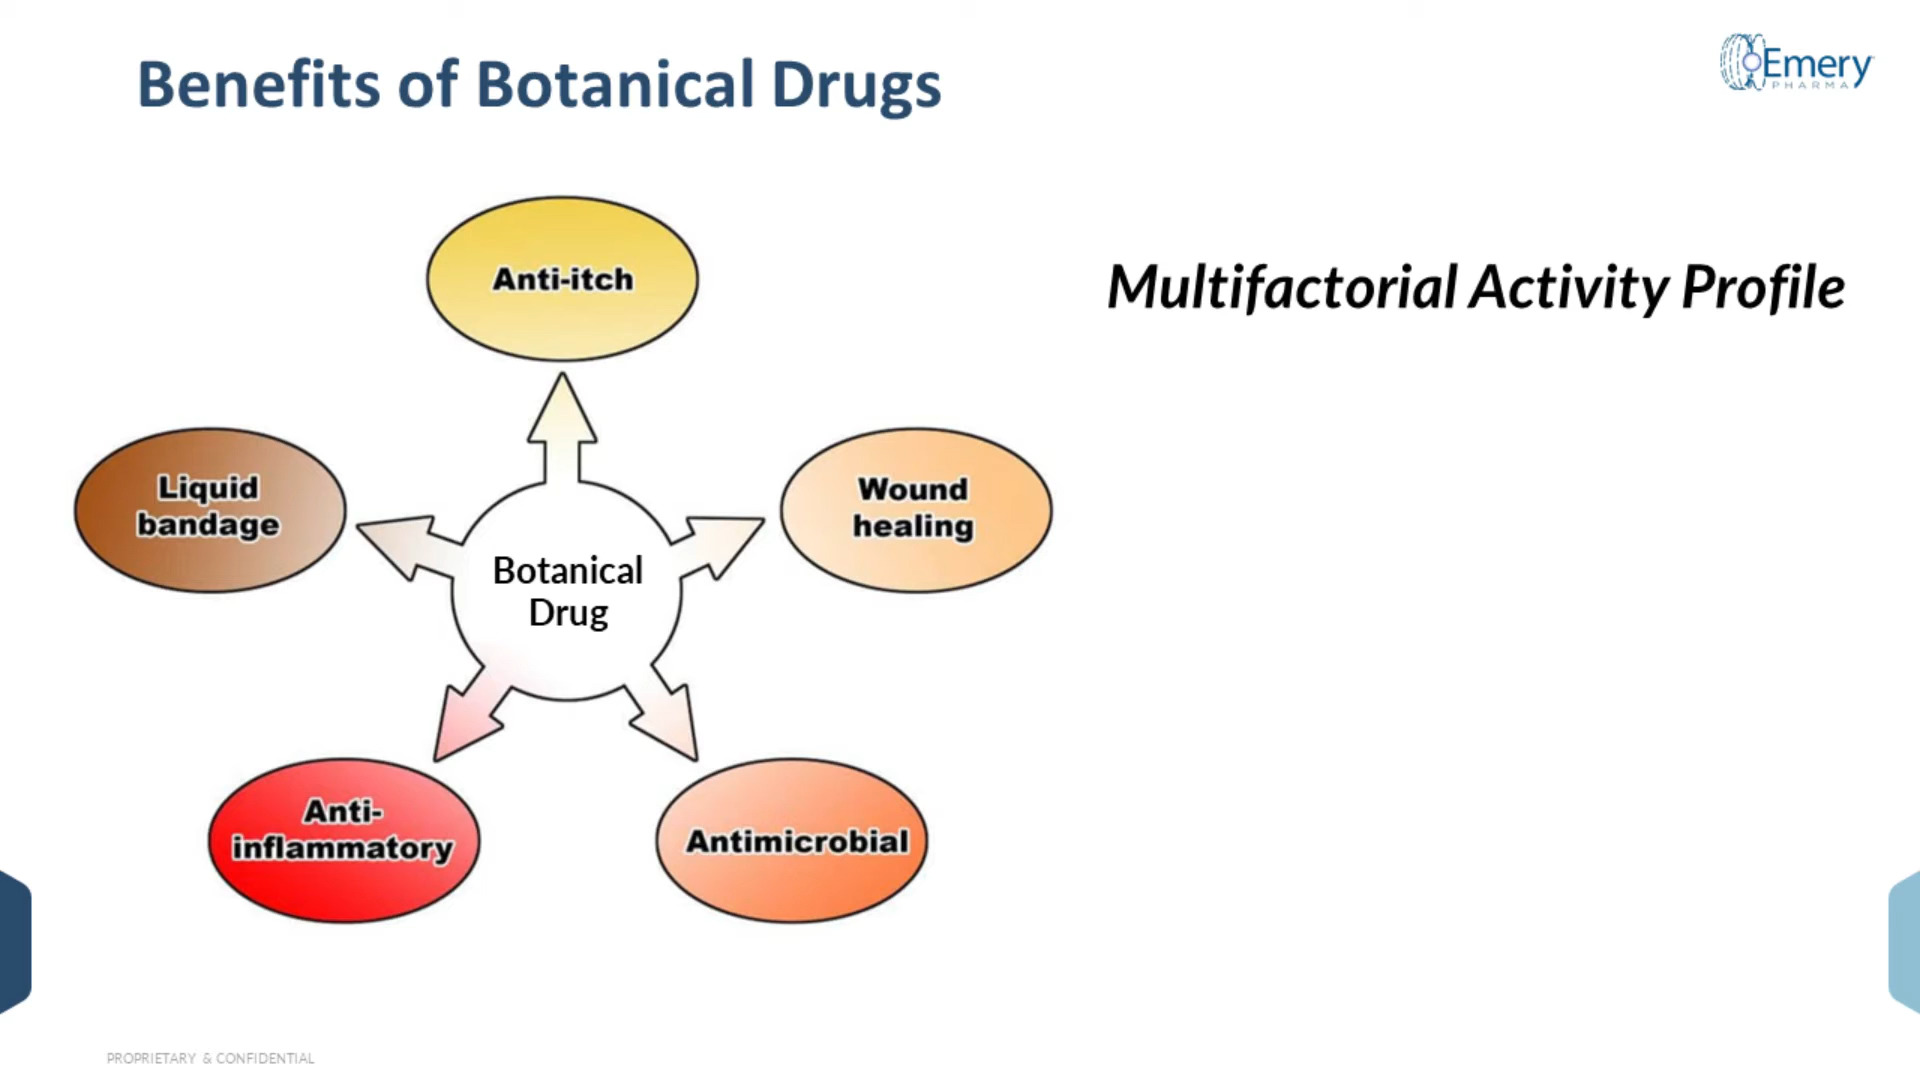 Benefits of Botanical Drugs
Emery
PHARMA
Anti-itch
Multifactorial Activity Profile
Liquid
bandage
Wound
healing
Botanical
Drug
Anti-
inflammatory
Antimicrobial
PROPRIETARY & CONFIDENTIAL